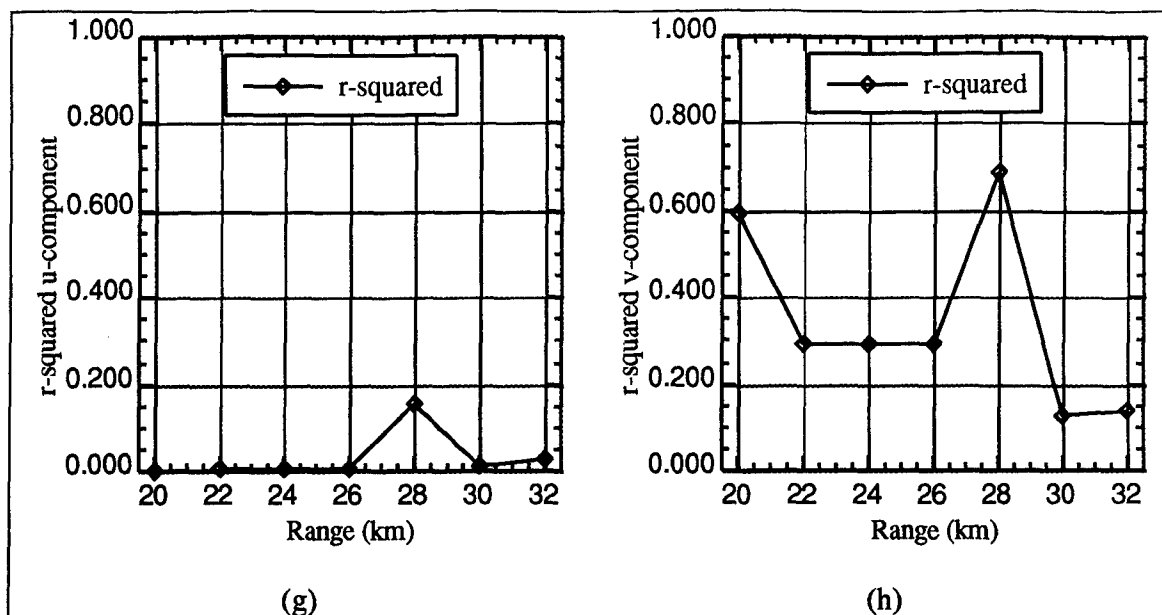 1.000
0.800
0.600
0.400
0.200
0.000
r-squared u-component
r-squared
20 22 24 26 28 30 32
Range (km)
(g)
1.000
0.800
0.600
0.400
0.200
0.000
r-squared v-component
r-squared
20 22 24 26 28 30 32
Range (km)
(h)